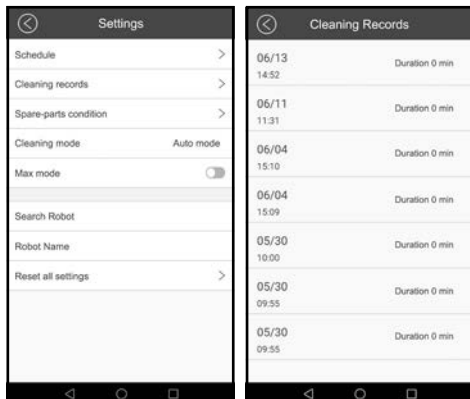 Settings
Schedule
Cleaning records
Spare-parts condition
Cleaning mode Auto mode
Max mode
Search Robot
Robot Name
Reset all settings
Cleaning Records
06/13
Duration 0 min
14:52
06/11
Duration 0 min
11:31
06/04
Duration 0 min
15:10
06/04
Duration 0 min
15:09
05/30
Duration 0 min
10:00
05/30
Duration 0 min
09:55
05/30
Duration 0 min
09:55